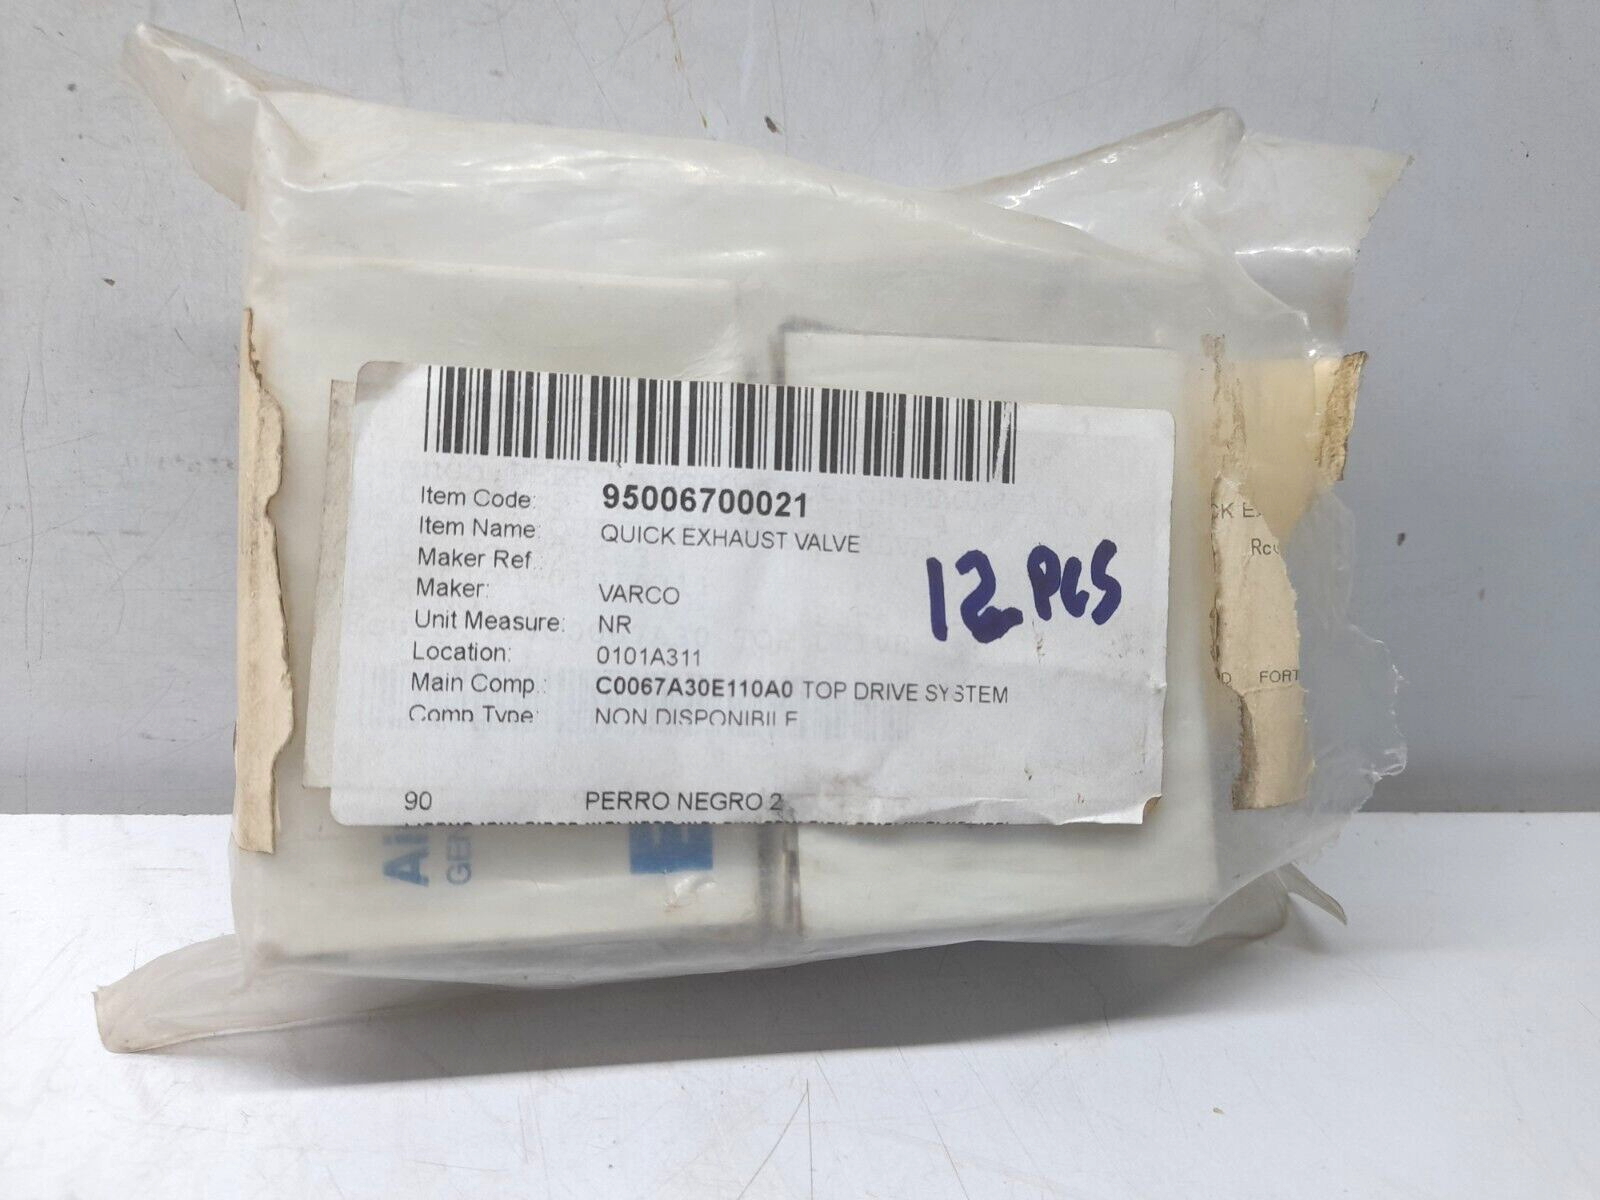 Item Code: 95006700021
Item Name: QUICK EXHAUST VALVE
Maker Ref.:
Maker: VARCO
Unit Measure: NR
Location: 0101A311
Main Comp.: C0067A30E110A0 TOP DRIVE SYSTEM
Comp Type: NON DISPONIBILE
90 PERRO NEGRO 2
12 PCS